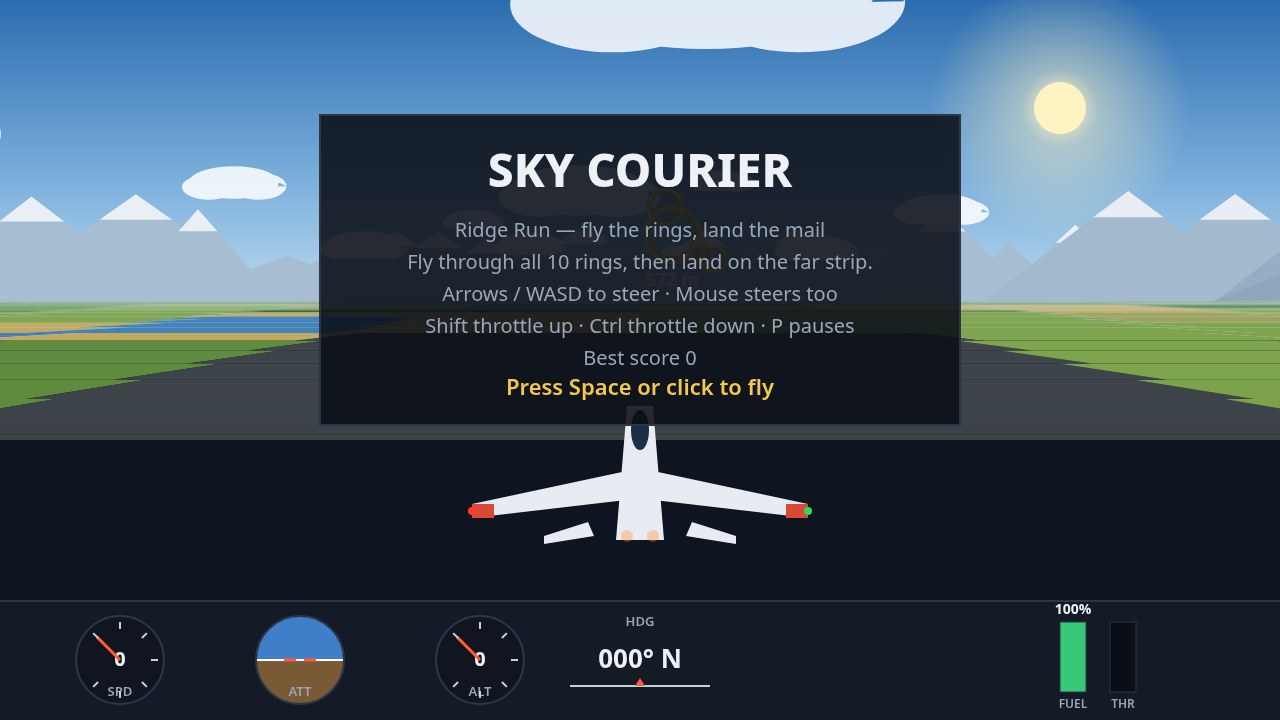 SKY COURIER
Ridge Run — fly the rings, land the mail
Fly through all 10 rings, then land on the far strip.
572 m
Arrows / WASD to steer · Mouse steers too
Shift throttle up · Ctrl throttle down · P pauses
Best score 0
Press Space or click to fly
0
SPD
ATT
0
ALT
HDG
000° N
100%
FUEL
THR